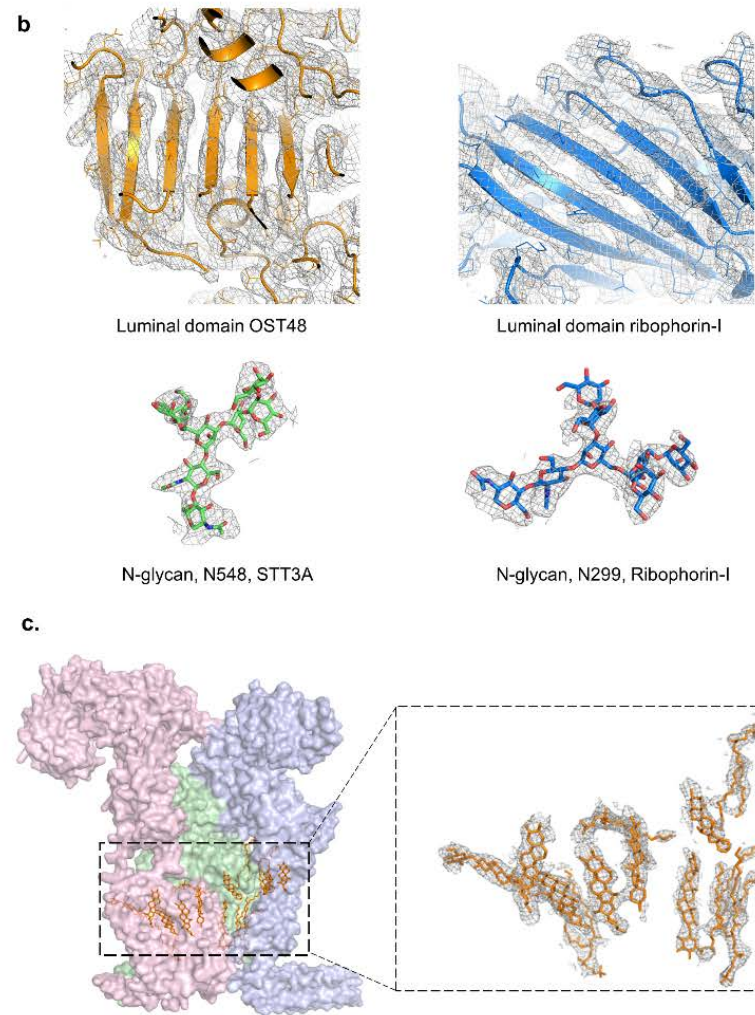 b
Luminal domain OST48
Luminal domain ribophorin-I
N-glycan, N548, STT3A
N-glycan, N299, Ribophorin-I
c.